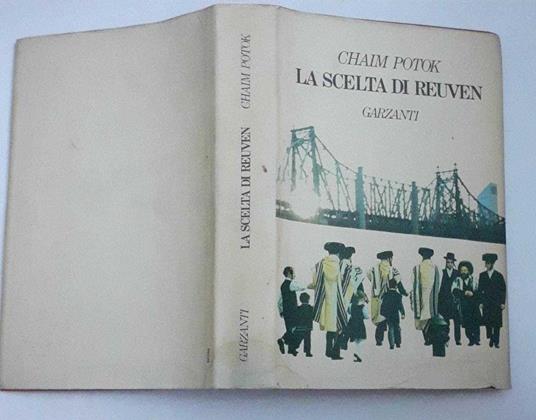 CHAIM POTOK
LA SCELTA DI REUVEN
GARZANTI
CHAIM POTOK
LA SCELTA DI REUVEN
GARZANTI